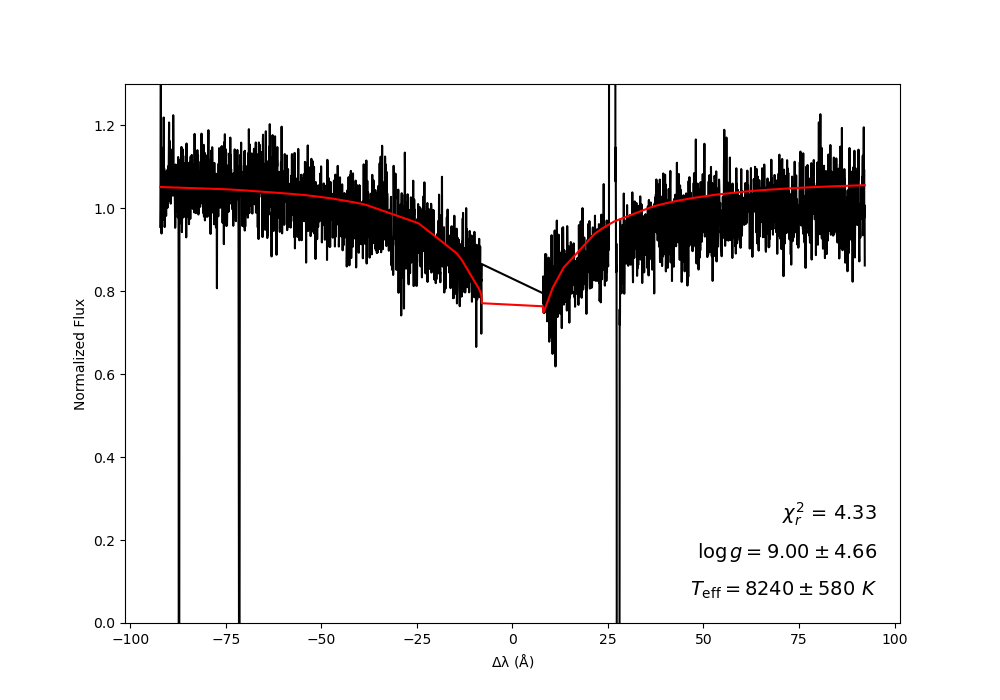 1.2
1.0
0.8
0.6
0.4
0.2
0.0
Normalized Flux
χ²ᵣ = 4.33
log g = 9.00 ± 4.66
T_eff = 8240 ± 580 K
−100 −75 −50 −25 0 25 50 75 100
Δλ (Å)